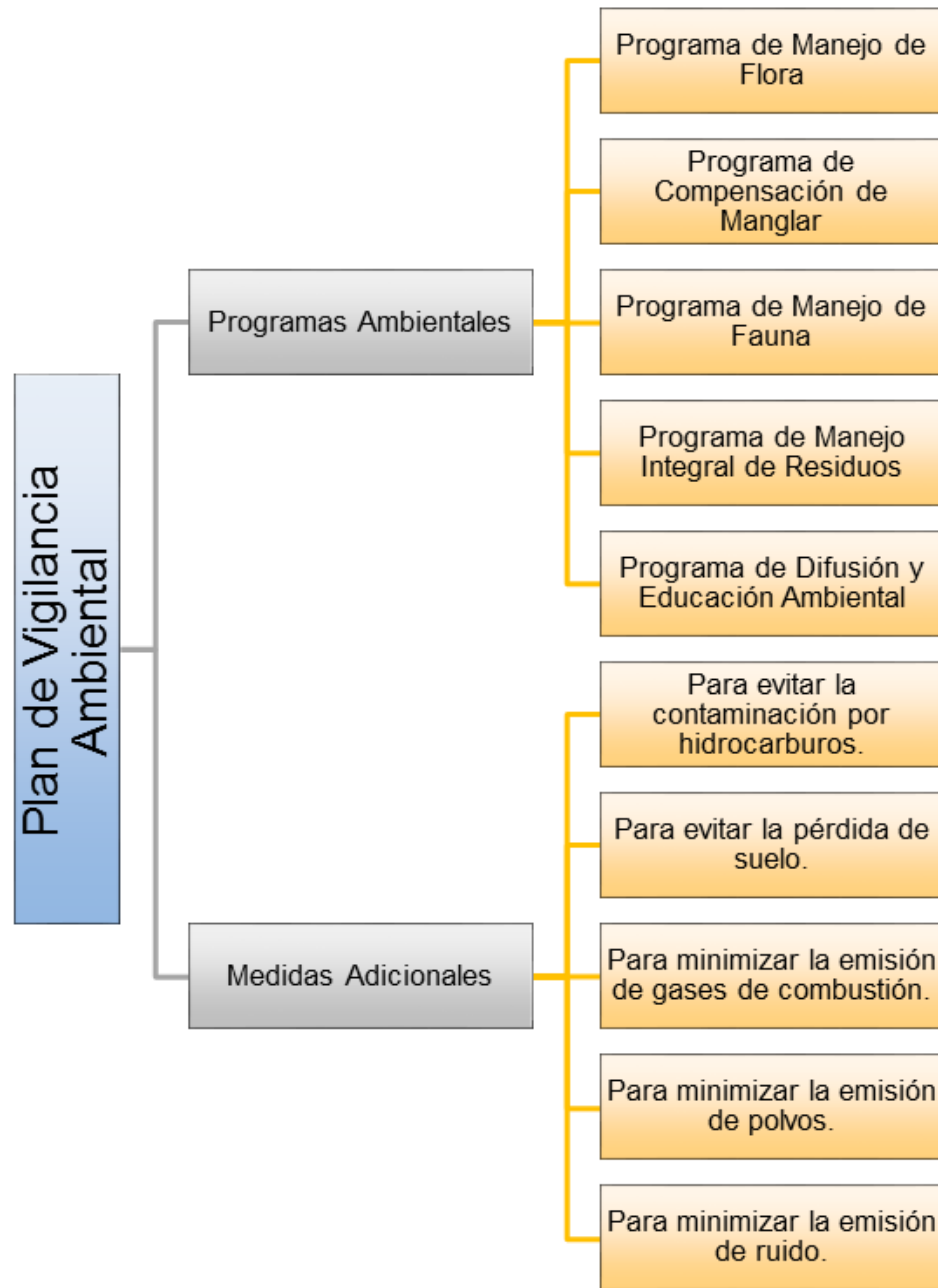 Plan de Vigilancia
Ambiental
Programas Ambientales
Programa de Manejo de
Flora
Programa de
Compensación de
Manglar
Programa de Manejo de
Fauna
Programa de Manejo
Integral de Residuos
Programa de Difusión y
Educación Ambiental
Medidas Adicionales
Para evitar la
contaminación por
hidrocarburos.
Para evitar la pérdida de
suelo.
Para minimizar la emisión
de gases de combustión.
Para minimizar la emisión
de polvos.
Para minimizar la emisión
de ruido.